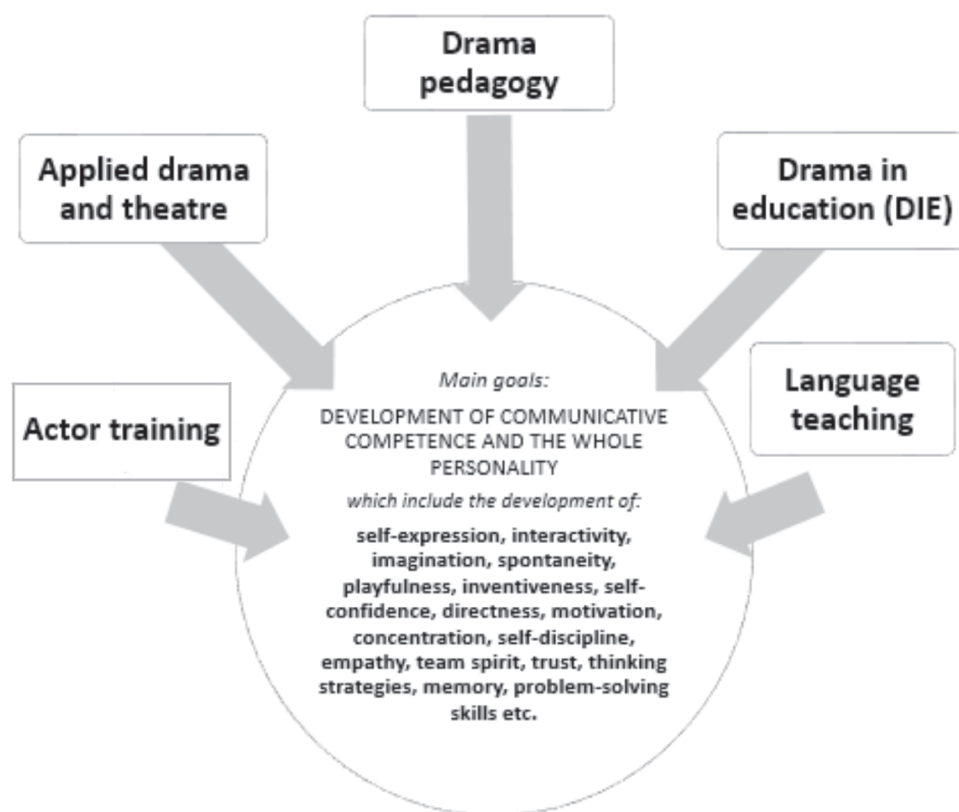 Drama
pedagogy
Applied drama
and theatre
Drama in
education (DIE)
Actor training
Language
teaching
Main goals:
DEVELOPMENT OF COMMUNICATIVE
COMPETENCE AND THE WHOLE
PERSONALITY
which include the development of:
self-expression, interactivity,
imagination, spontaneity,
playfulness, inventiveness, self-
confidence, directness, motivation,
concentration, self-discipline,
empathy, team spirit, trust, thinking
strategies, memory, problem-solving
skills etc.